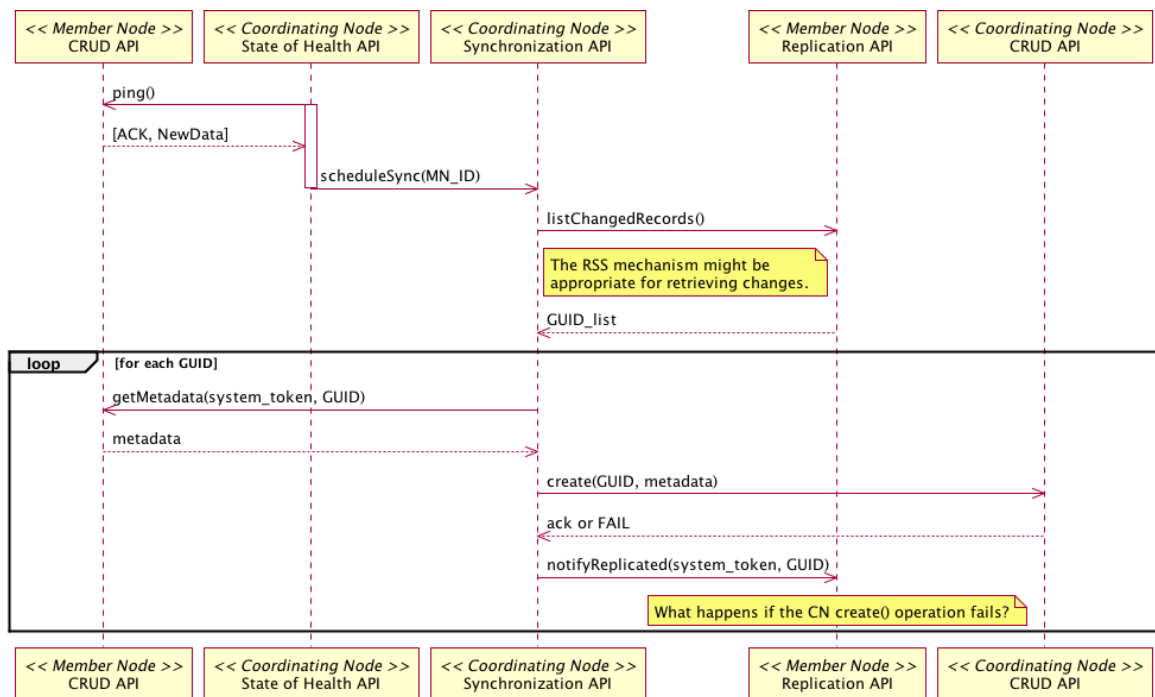 << Member Node >>
CRUD API
<< Coordinating Node >>
State of Health API
<< Coordinating Node >>
Synchronization API
<< Member Node >>
Replication API
<< Coordinating Node >>
CRUD API
ping()
[ACK, NewData]
scheduleSync(MN_ID)
listChangedRecords()
The RSS mechanism might be
appropriate for retrieving changes.
GUID_list
loop
[for each GUID]
getMetadata(system_token, GUID)
metadata
create(GUID, metadata)
ack or FAIL
notifyReplicated(system_token, GUID)
What happens if the CN create() operation fails?
<< Member Node >>
CRUD API
<< Coordinating Node >>
State of Health API
<< Coordinating Node >>
Synchronization API
<< Member Node >>
Replication API
<< Coordinating Node >>
CRUD API